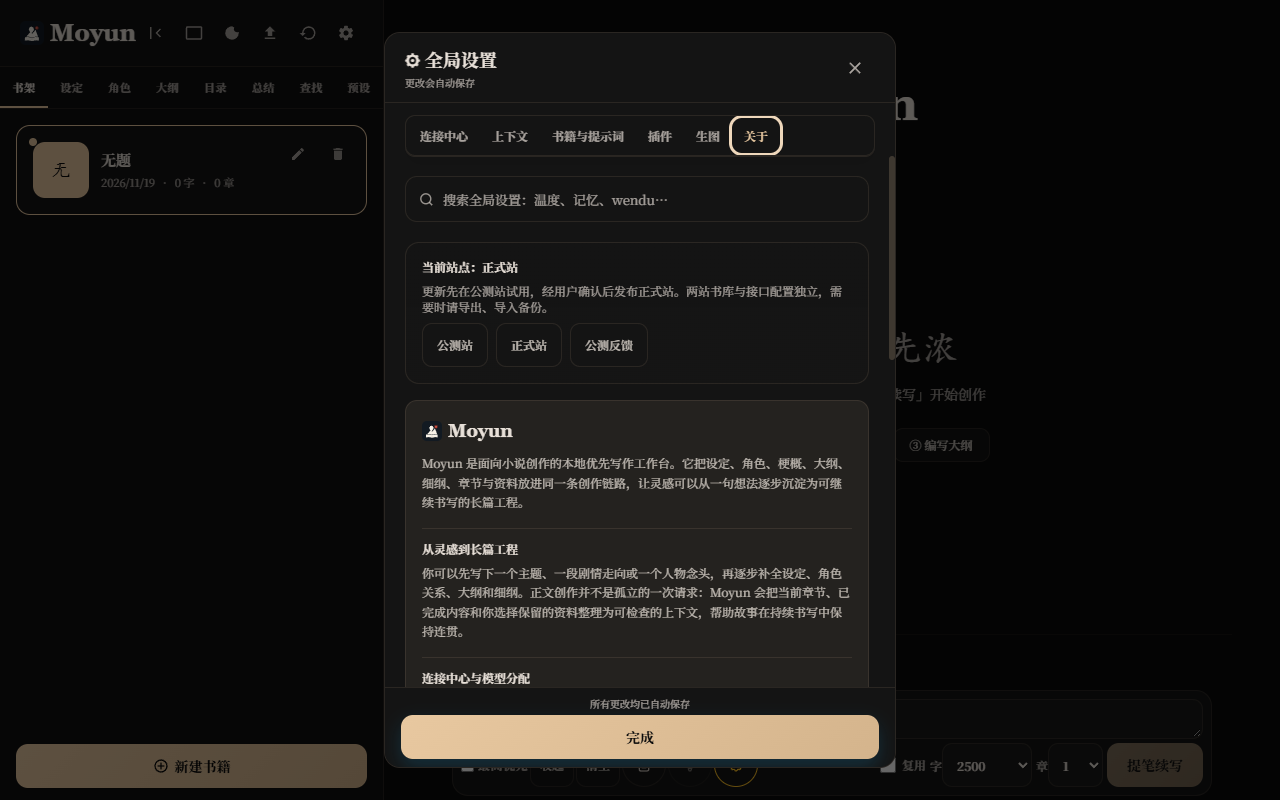 Moyun
书架 设定 角色 大纲 目录 总结 查找 预设
无
无题
2026/11/19 · 0 字 · 0 章
新建书籍
全局设置
更改会自动保存
连接中心 上下文 书籍与提示词 插件 生图 关于
搜索全局设置：温度、记忆、wendu…
当前站点：正式站
更新先在公测站试用，经用户确认后发布正式站。两站书库与接口配置独立，需
要时请导出、导入备份。
公测站 正式站 公测反馈
Moyun
Moyun 是面向小说创作的本地优先写作工作台。它把设定、角色、梗概、大纲、
细纲、章节与资料放进同一条创作链路，让灵感可以从一句想法逐步沉淀为可继
续书写的长篇工程。
从灵感到长篇工程
你可以先写下一个主题、一段剧情走向或一个人物念头，再逐步补全设定、角色
关系、大纲和细纲。正文创作并不是孤立的一次请求：Moyun 会把当前章节、已
完成内容和你选择保留的资料整理为可检查的上下文，帮助故事在持续书写中保
持连贯。
连接中心与模型分配
所有更改均已自动保存
完成
n
先浓
续写」开始创作
③ 编写大纲
复用 字 2500 章 1 提笔续写